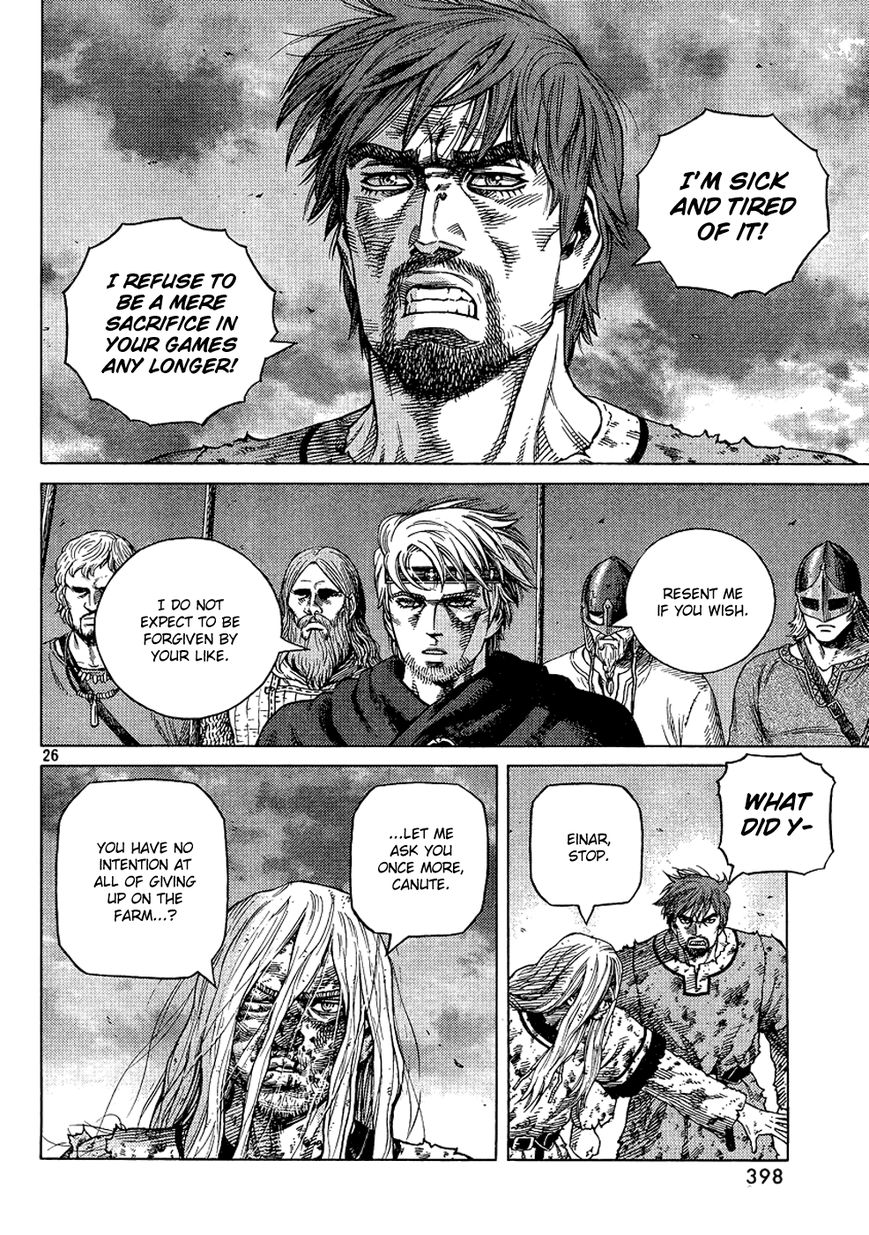 I'M SICK
AND TIRED
OF IT!
I REFUSE TO
BE A MERE
SACRIFICE IN
YOUR GAMES
ANY LONGER!
RESENT ME
IF YOU WISH.
I DO NOT
EXPECT TO BE
FORGIVEN BY
YOUR LIKE.
26
WHAT
DID Y-
EINAR,
STOP.
...LET ME
ASK YOU
ONCE MORE,
CANUTE.
YOU HAVE NO
INTENTION AT
ALL OF GIVING
UP ON THE
FARM...?
398